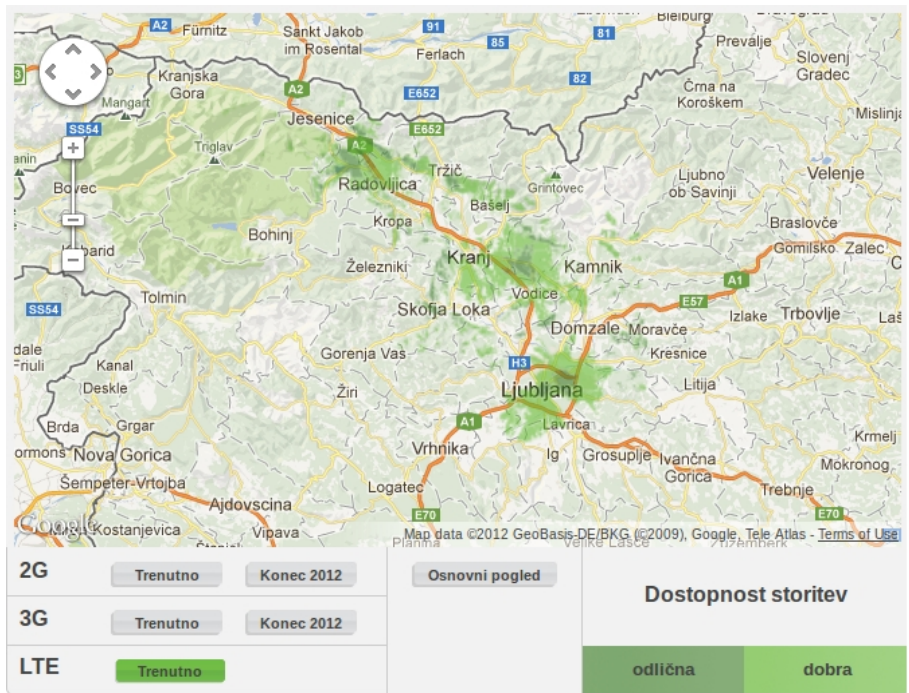 A2
Fürnitz
Sankt Jakob
im Rosental
91
85
Ferlach
81
Bleiburg
Prevalje
Slovenj
Gradec
82
Črna na
Koroškem
Kranjska
Gora
A2
E652
Mangart
Jesenice
E652
Mislinja
SS54
Triglav
A2
Tržič
Radovljica
Grintovec
Ljubno
ob Savinji
Velenje
Bovec
Bašelj
Kropa
Braslovče
Bohinj
Gomilsko
Zalec
Kranj
Železniki
Kamnik
A1
Tolmin
Vodice
E57
SS54
Skofja Loka
Izlake
Trbovlje
Domzale
Moravče
Gorenja Vas
H3
Kresnice
Kanal
Deskle
Žiri
Ljubljana
Litija
Brda
Grgar
A1
Lavrica
Krmelj
Nova Gorica
Vrhnika
Ig
Grosuplje
Ivančna
Gorica
Mokronog
Šempeter-Vrtojba
Logatec
Trebnje
Ajdovscina
E70
E70
Google
Kostanjevica
Vipava
Map data ©2012 GeoBasis-DE/BKG (©2009), Google, Tele Atlas - Terms of Use
2G
Trenutno
Konec 2012
Osnovni pogled
Dostopnost storitev
3G
Trenutno
Konec 2012
LTE
Trenutno
odlična
dobra